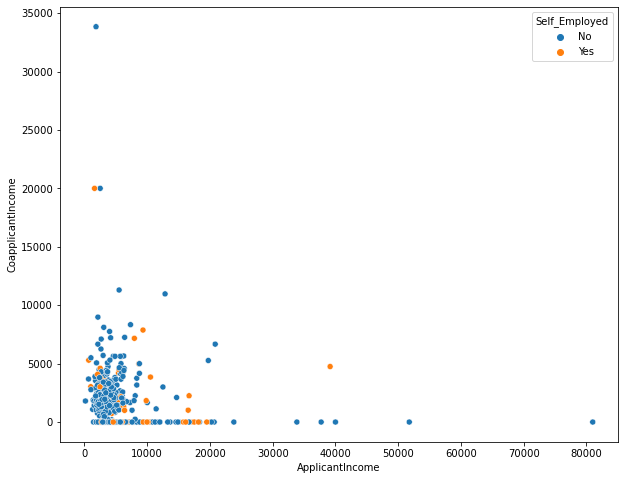 35000
30000
25000
20000
15000
10000
5000
0
CoapplicantIncome
Self_Employed
No
Yes
0 10000 20000 30000 40000 50000 60000 70000 80000
ApplicantIncome